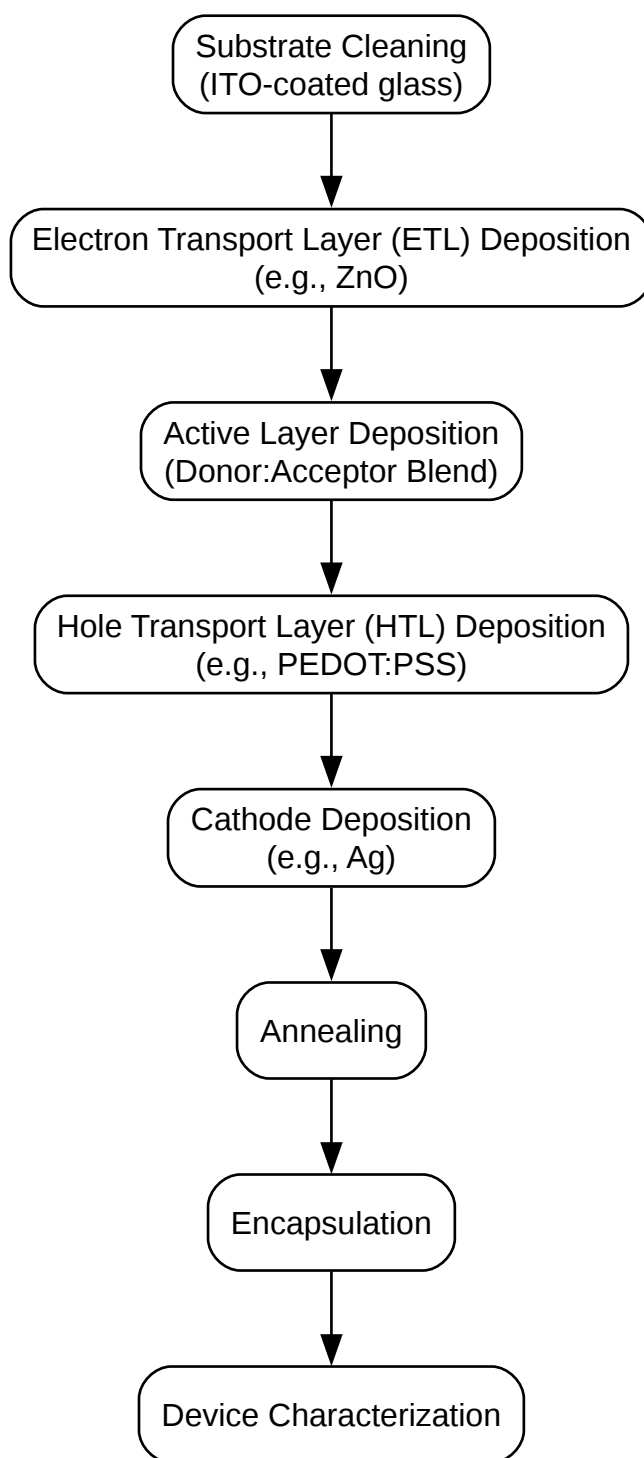 Substrate Cleaning
(ITO-coated glass)
Electron Transport Layer (ETL) Deposition
(e.g., ZnO)
Active Layer Deposition
(Donor:Acceptor Blend)
Hole Transport Layer (HTL) Deposition
(e.g., PEDOT:PSS)
Cathode Deposition
(e.g., Ag)
Annealing
Encapsulation
Device Characterization